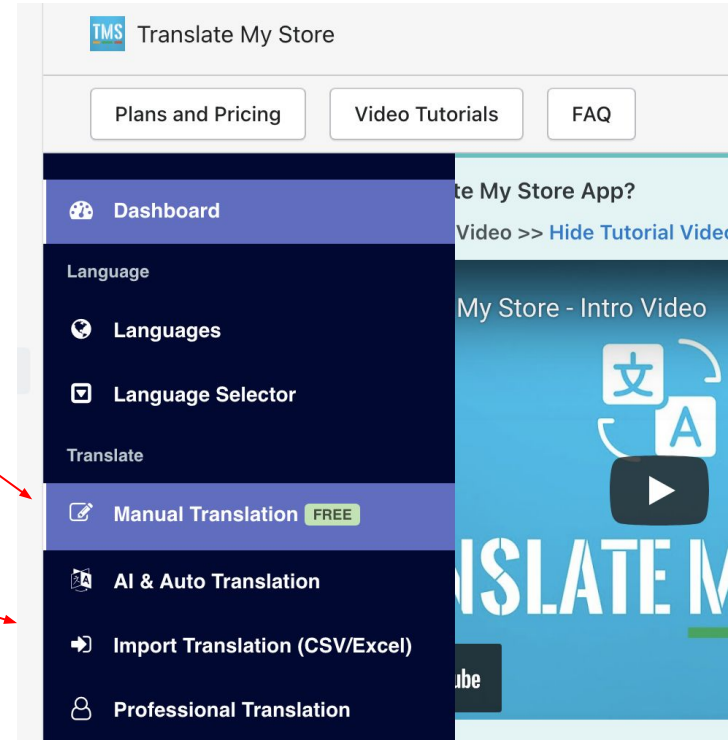 TMS Translate My Store
Plans and Pricing Video Tutorials FAQ
Dashboard
te My Store App?
Video >> Hide Tutorial Video
Language
Languages
My Store - Intro Video
文
A
Language Selector
Translate
Manual Translation FREE
AI & Auto Translation
NSLATE M
Import Translation (CSV/Excel)
ube
Professional Translation